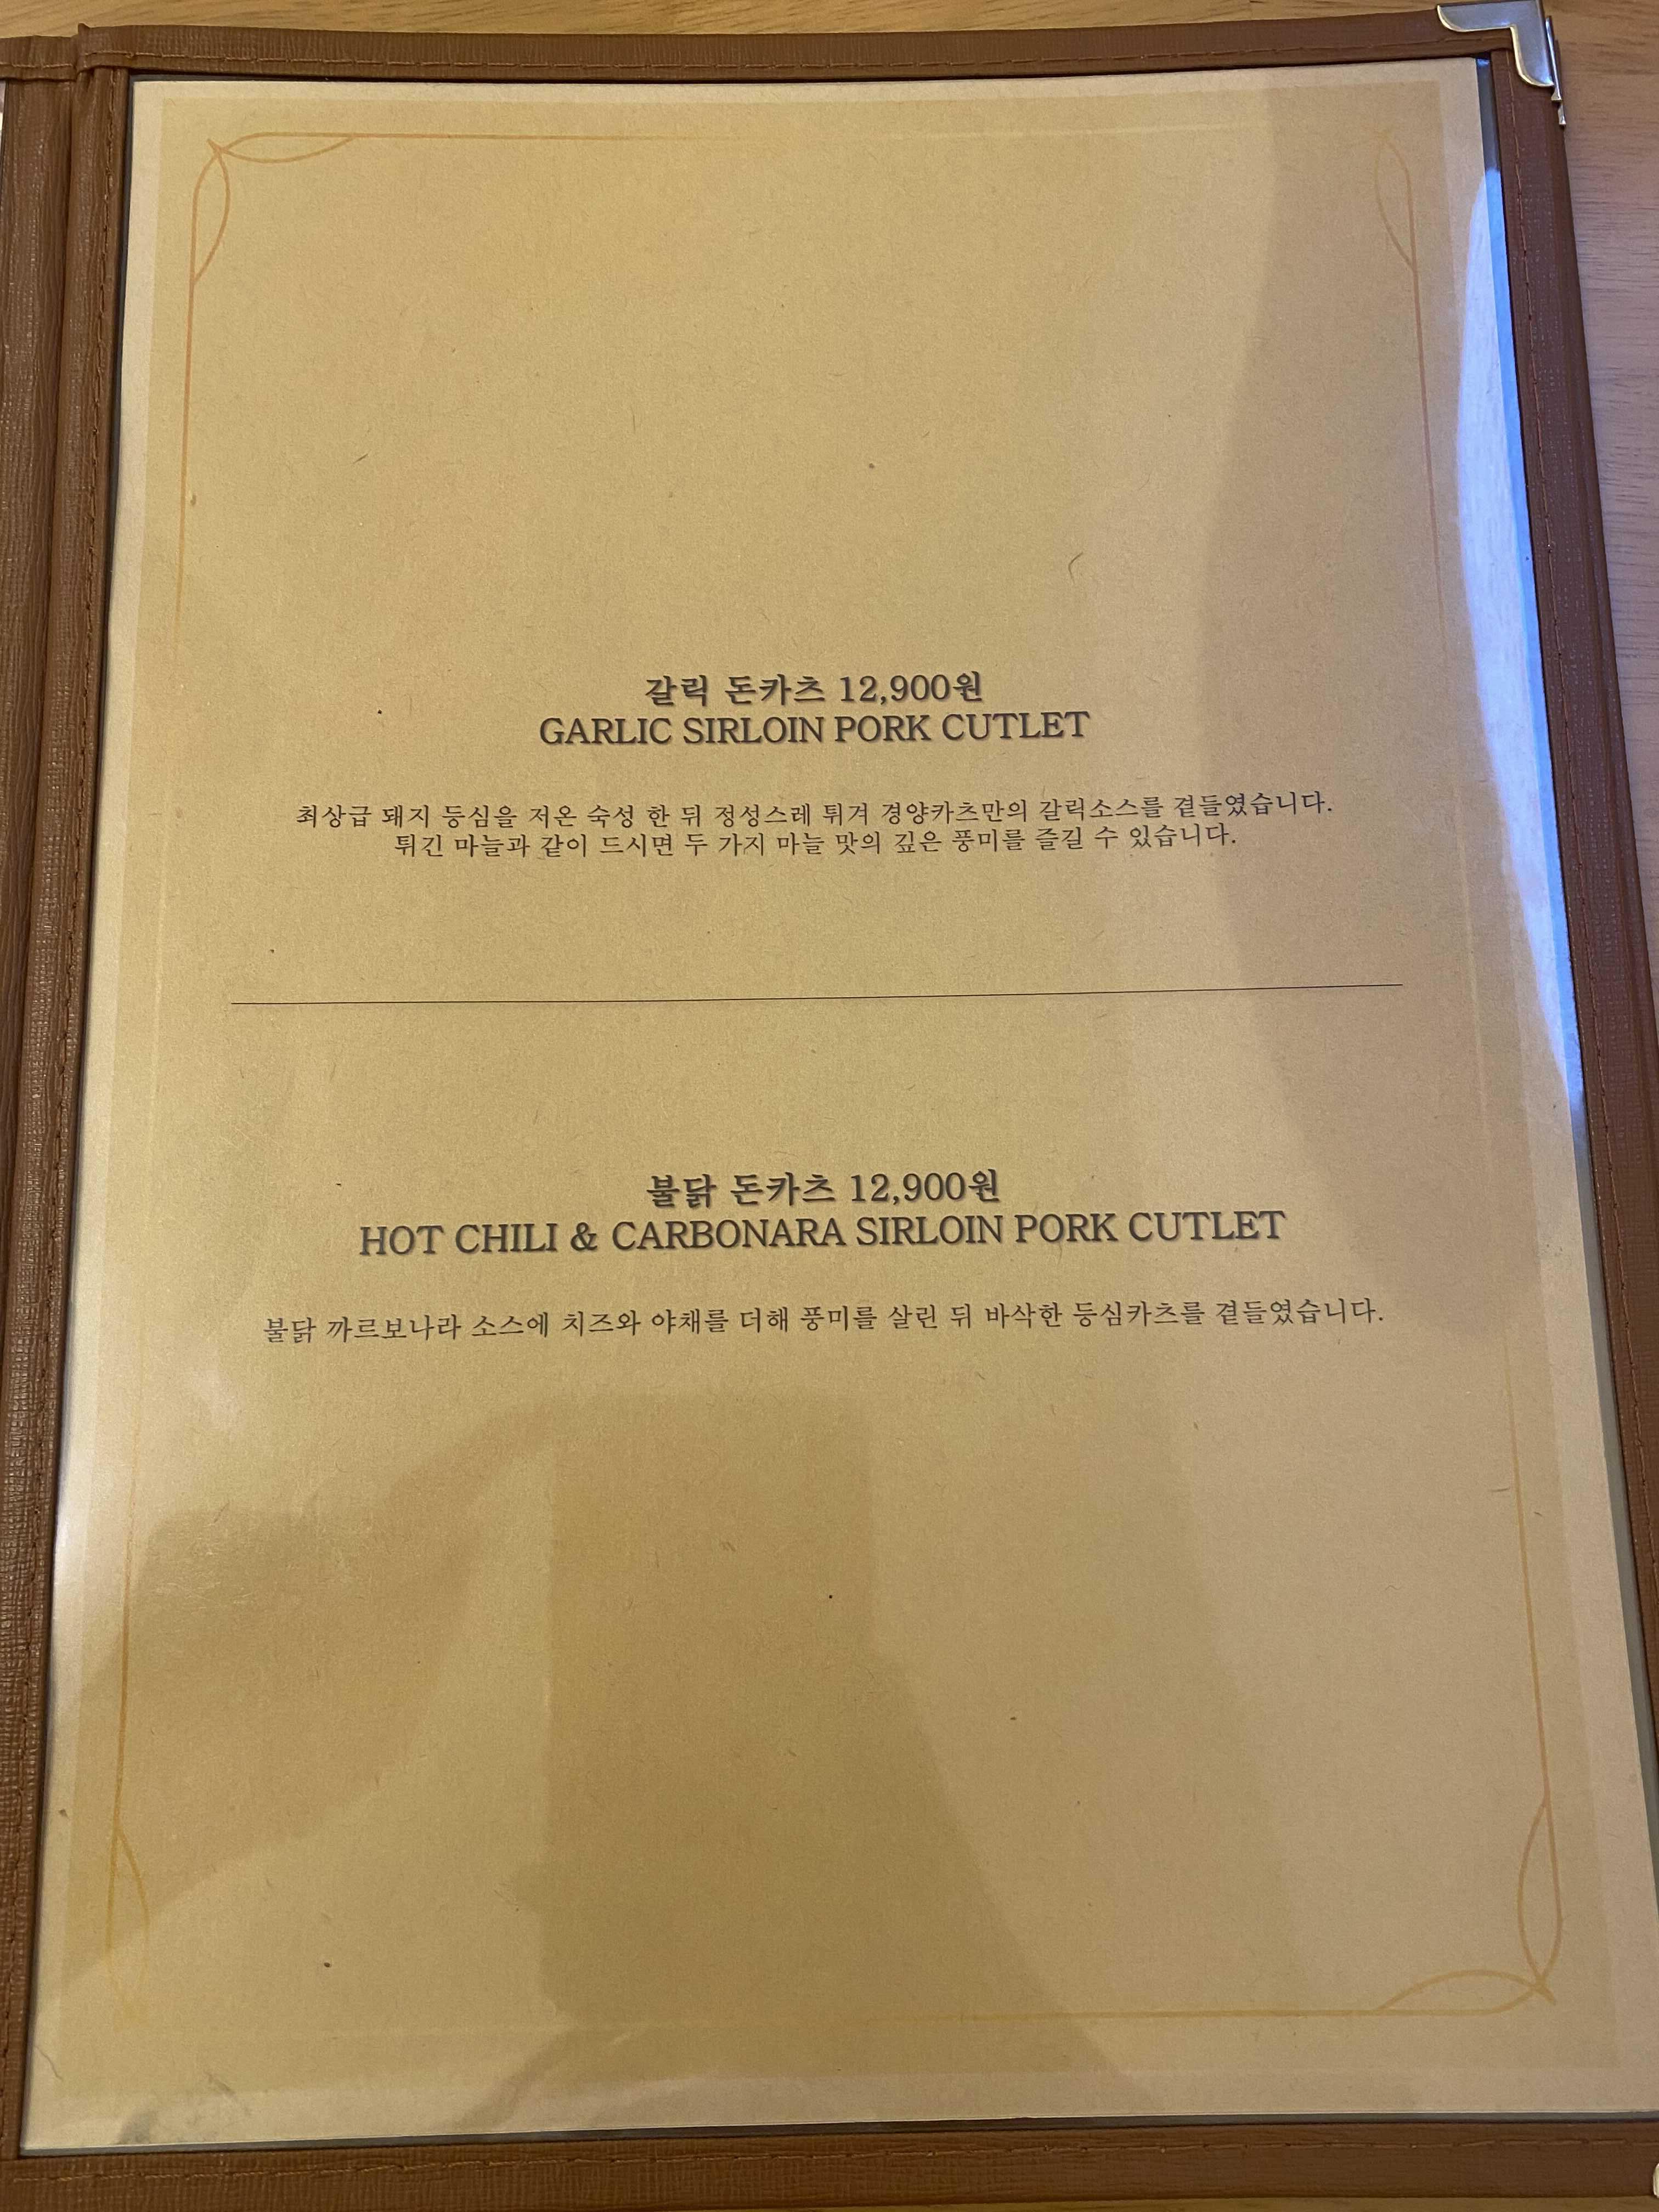 갈릭 돈카츠 12,900원
GARLIC SIRLOIN PORK CUTLET
최상급 돼지 등심을 저온 숙성 한 뒤 정성스레 튀겨 경양카츠만의 갈릭소스를 곁들였습니다.
튀긴 마늘과 같이 드시면 두 가지 마늘 맛의 깊은 풍미를 즐길 수 있습니다.
불닭 돈카츠 12,900원
HOT CHILI & CARBONARA SIRLOIN PORK CUTLET
불닭 까르보나라 소스에 치즈와 야채를 더해 풍미를 살린 뒤 바삭한 등심카츠를 곁들였습니다.